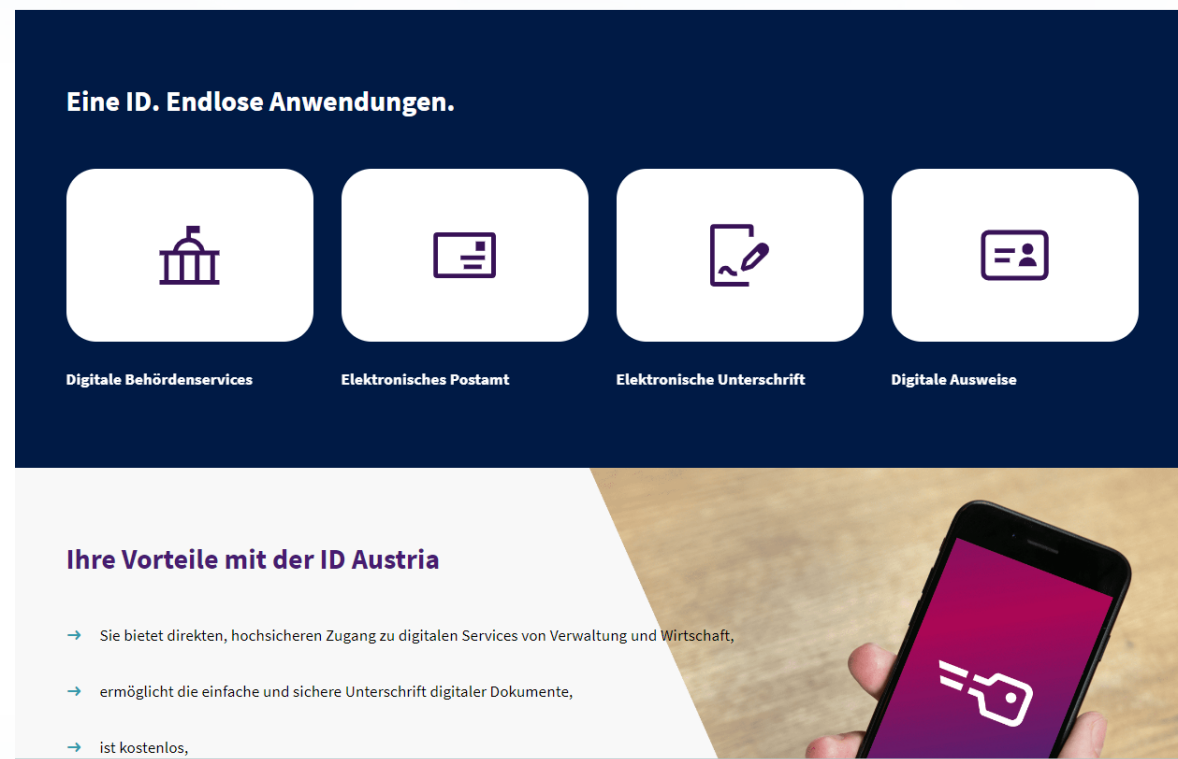 Eine ID. Endlose Anwendungen.
Digitale Behördenservices
Elektronisches Postamt
Elektronische Unterschrift
Digitale Ausweise
Ihre Vorteile mit der ID Austria
Sie bietet direkten, hochsicheren Zugang zu digitalen Services von Verwaltung und Wirtschaft,
ermöglicht die einfache und sichere Unterschrift digitaler Dokumente,
ist kostenlos,